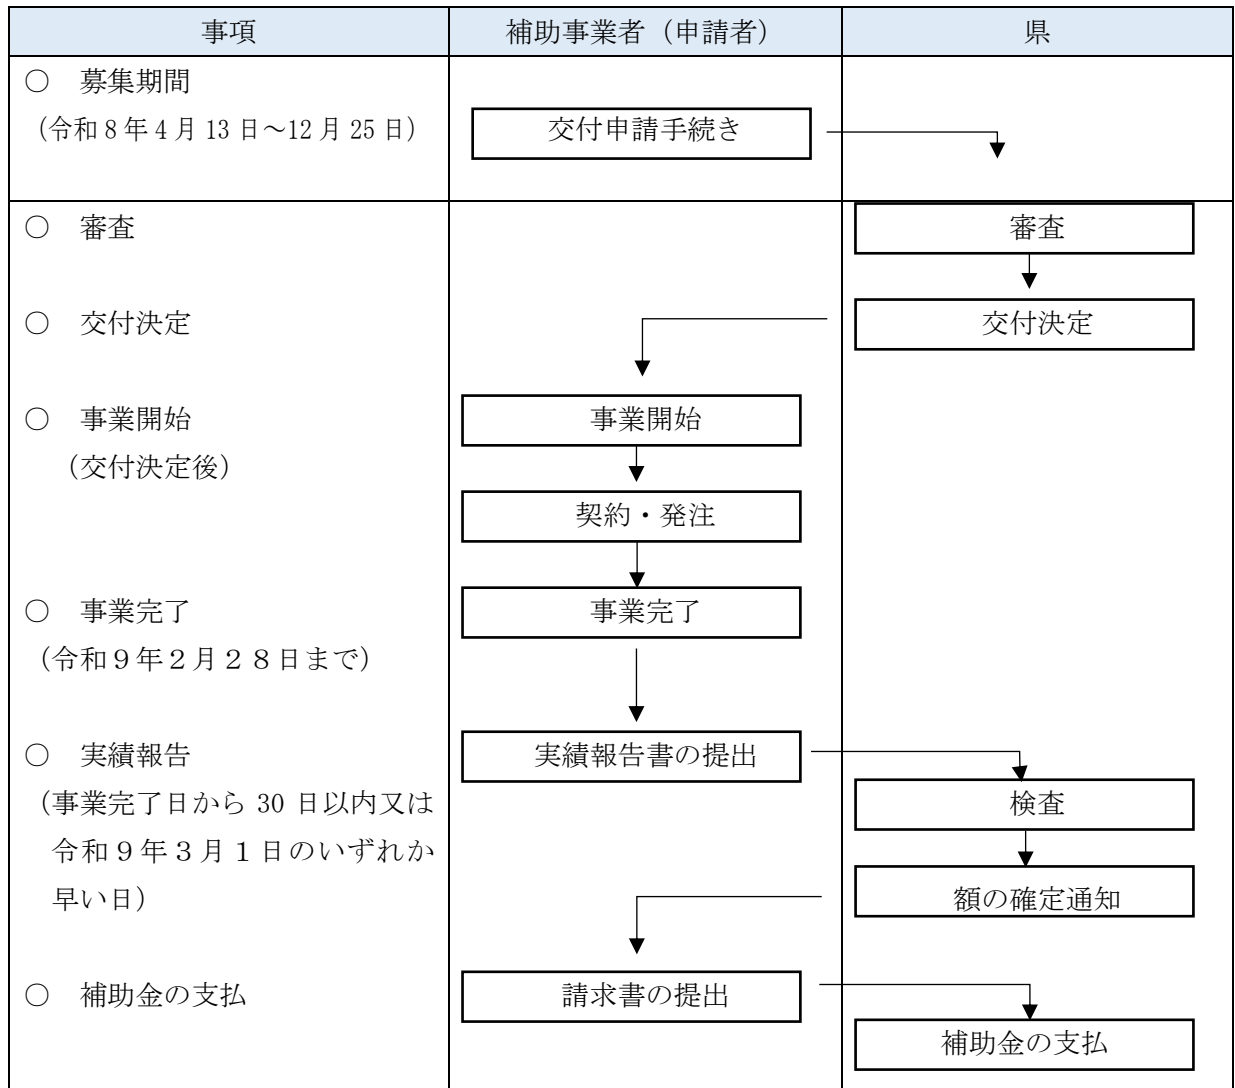 事項 補助事業者（申請者） 県
○ 募集期間
（令和8年4月13日～12月25日） 交付申請手続き
○ 審査 審査
○ 交付決定 交付決定
○ 事業開始 事業開始
（交付決定後）
契約・発注
○ 事業完了 事業完了
（令和９年２月２８日まで）
○ 実績報告 実績報告書の提出
（事業完了日から 30 日以内又は 検査
令和９年３月１日のいずれか
早い日） 額の確定通知
○ 補助金の支払 請求書の提出
補助金の支払